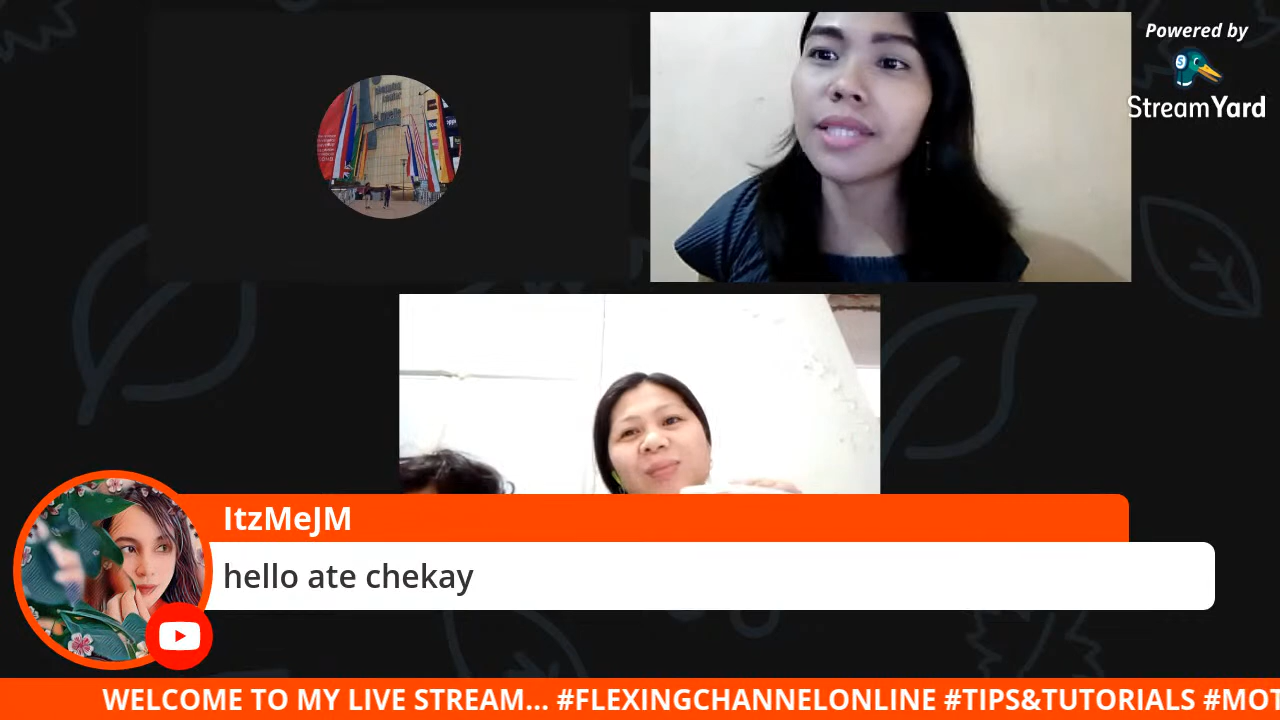 Powered by
StreamYard
ItzMeJM
hello ate chekay
WELCOME TO MY LIVE STREAM... #FLEXINGCHANNELONLINE #TIPS&TUTORIALS #MOT